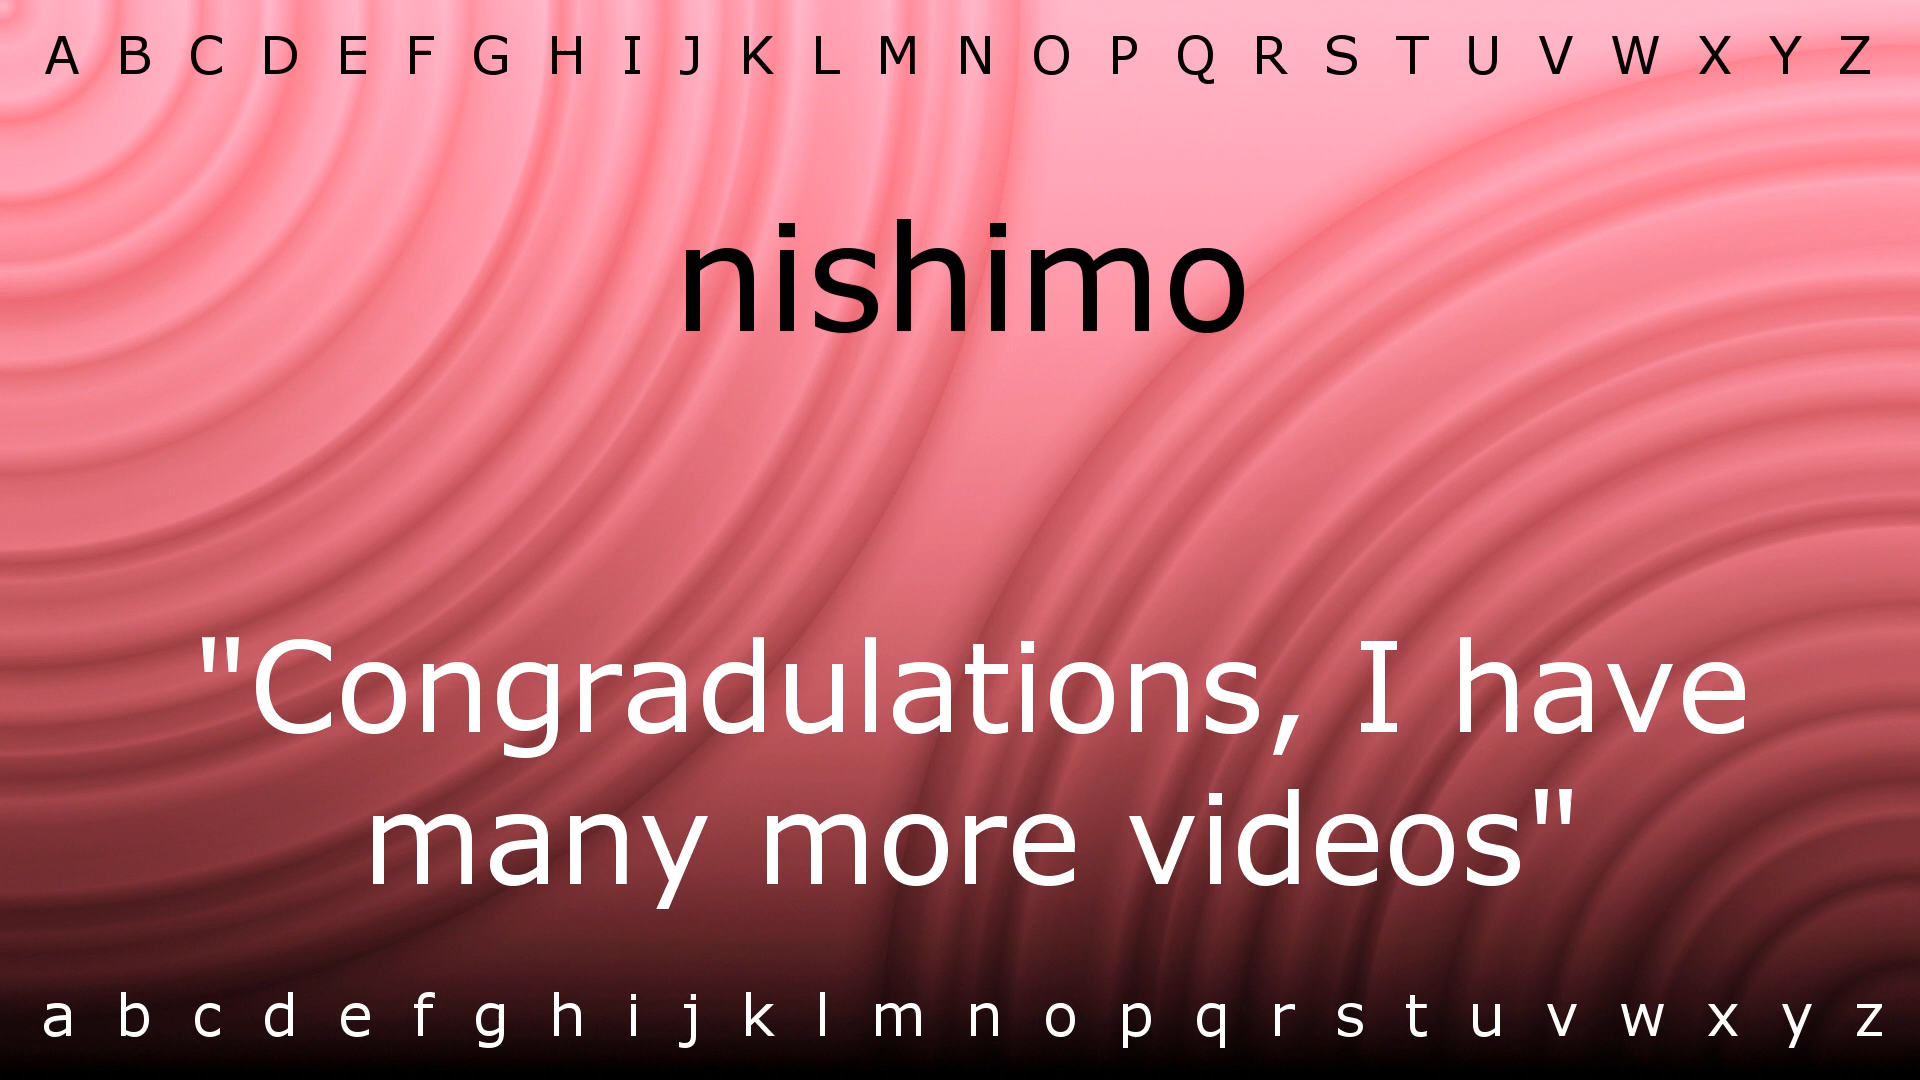 A B C D E F G H I J K L M N O P Q R S T U V W X Y Z
nishimo
"Congradulations, I have
many more videos"
a b c d e f g h i j k l m n o p q r s t u v w x y z